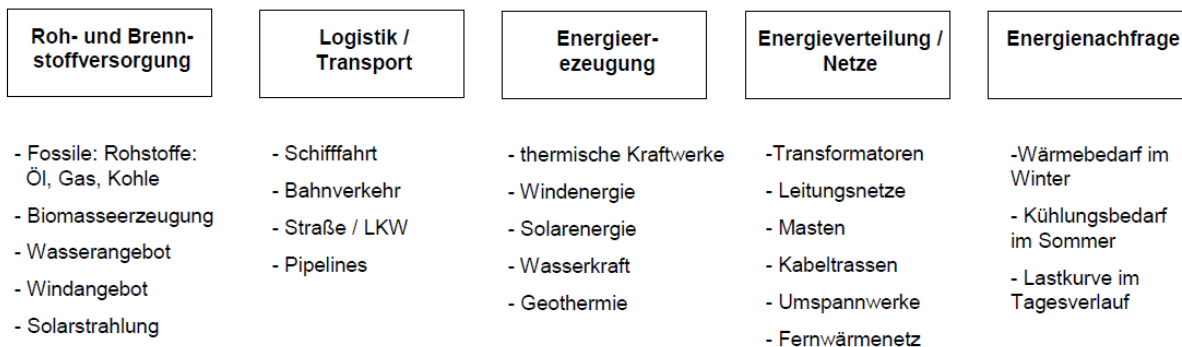 Roh- und Brenn-
stoffversorgung
Logistik /
Transport
Energieer-
ezeugung
Energieverteilung /
Netze
Energienachfrage
- Fossile: Rohstoffe:
Öl, Gas, Kohle
- Biomasseerzeugung
- Wasserangebot
- Windangebot
- Solarstrahlung
- Schifffahrt
- Bahnverkehr
- Straße / LKW
- Pipelines
- thermische Kraftwerke
- Windenergie
- Solarenergie
- Wasserkraft
- Geothermie
-Transformatoren
- Leitungsnetze
- Masten
- Kabeltrassen
- Umspannwerke
- Fernwärmenetz
-Wärmebedarf im
Winter
- Kühlungsbedarf
im Sommer
- Lastkurve im
Tagesverlauf